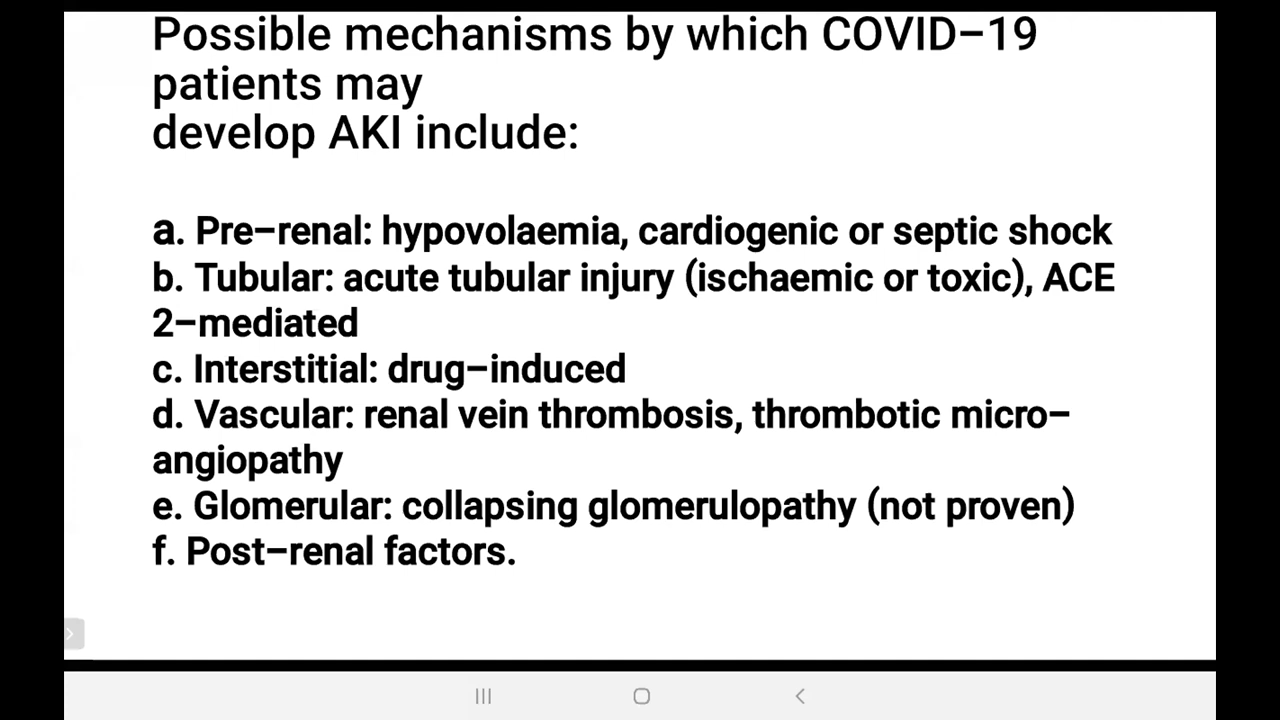 Possible mechanisms by which COVID–19
patients may
develop AKI include:
a. Pre–renal: hypovolaemia, cardiogenic or septic shock
b. Tubular: acute tubular injury (ischaemic or toxic), ACE
2–mediated
c. Interstitial: drug–induced
d. Vascular: renal vein thrombosis, thrombotic micro–
angiopathy
e. Glomerular: collapsing glomerulopathy (not proven)
f. Post–renal factors.